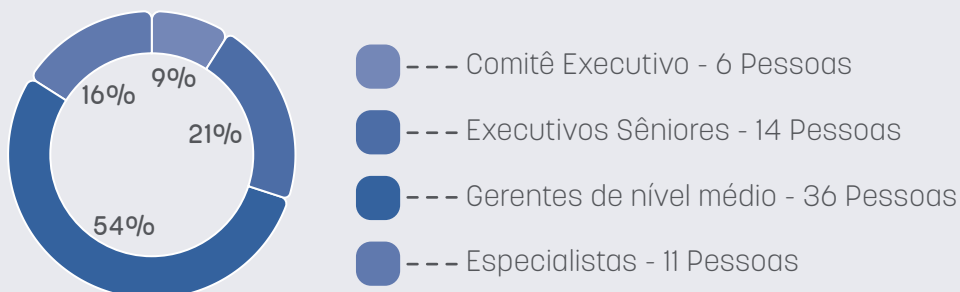 9%
16%
21%
54%
Comitê Executivo - 6 Pessoas
Executivos Sêniores - 14 Pessoas
Gerentes de nível médio - 36 Pessoas
Especialistas - 11 Pessoas